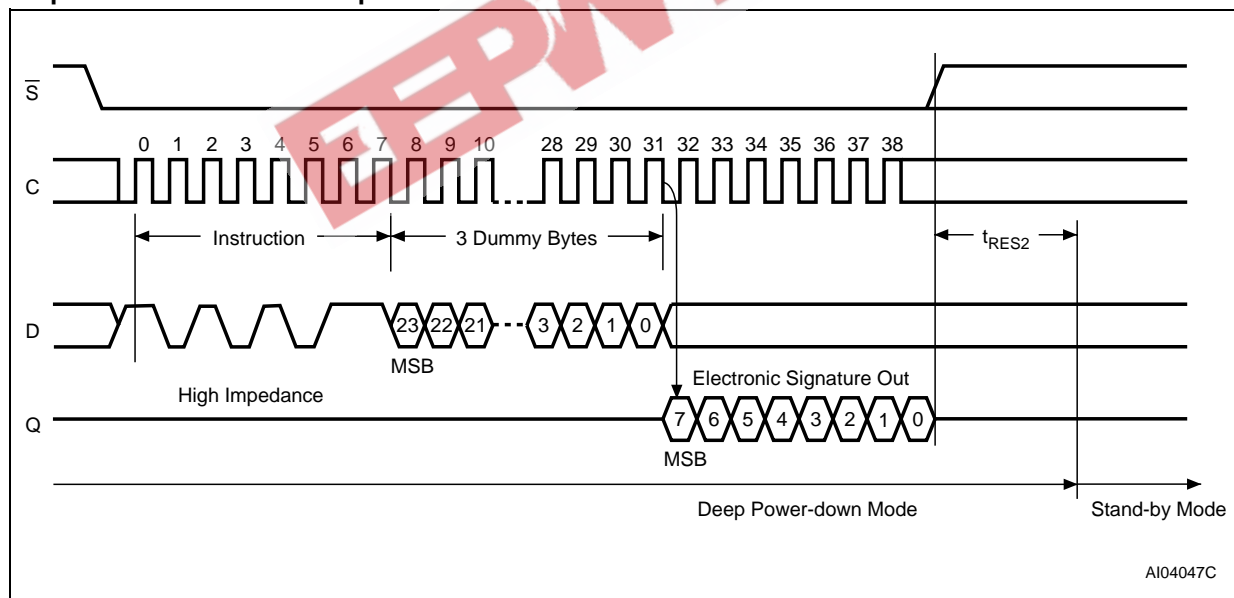 S
0 1 2 3 4 5 6 7 8 9 10 28 29 30 31 32 33 34 35 36 37 38
C
Instruction 3 Dummy Bytes tRES2
D 23 22 21 3 2 1 0
MSB
High Impedance Electronic Signature Out
Q 7 6 5 4 3 2 1 0
MSB
Deep Power-down Mode Stand-by Mode
AI04047C